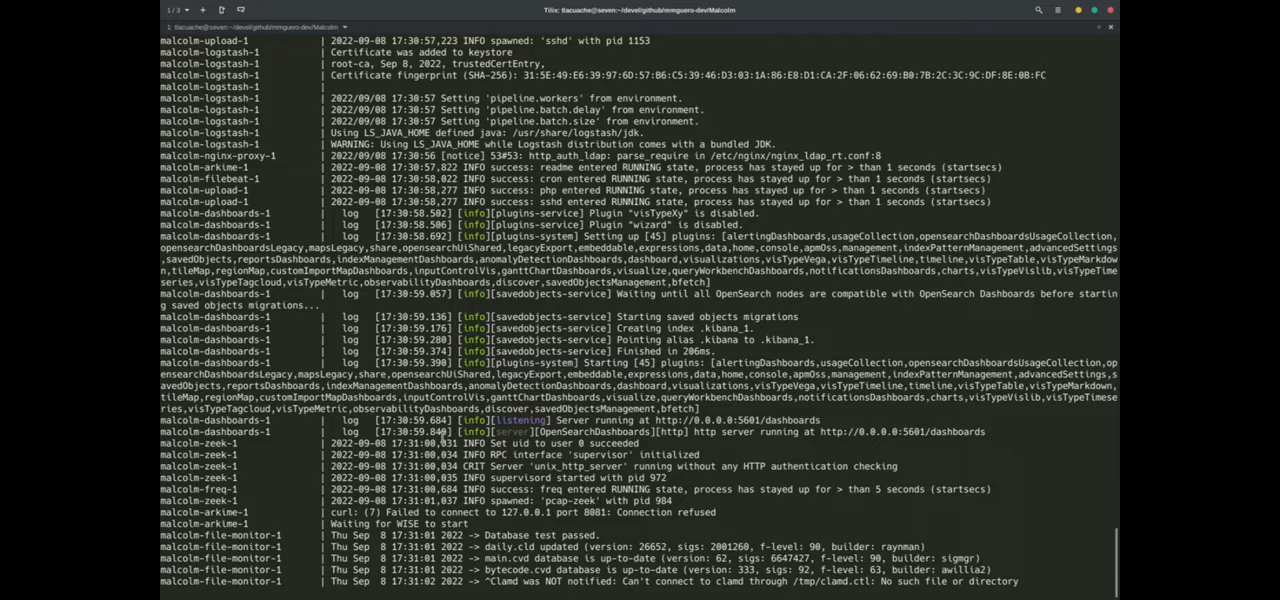 1 / 3
Tilix: tlacuache@seven:~/devel/github/mmguero-dev/Malcolm
1: tlacuache@seven:~/devel/github/mmguero-dev/Malcolm
malcolm-upload-1 | 2022-09-08 17:30:57,223 INFO spawned: 'sshd' with pid 1153
malcolm-logstash-1 | Certificate was added to keystore
malcolm-logstash-1 | root-ca, Sep 8, 2022, trustedCertEntry,
malcolm-logstash-1 | Certificate fingerprint (SHA-256): 31:5E:49:E6:39:97:6D:57:B6:C5:39:46:D3:03:1A:86:E8:D1:CA:2F:06:62:69:B0:7B:2C:3C:9C:DF:8E:0B:FC
malcolm-logstash-1 |
malcolm-logstash-1 | 2022/09/08 17:30:57 Setting 'pipeline.workers' from environment.
malcolm-logstash-1 | 2022/09/08 17:30:57 Setting 'pipeline.batch.delay' from environment.
malcolm-logstash-1 | 2022/09/08 17:30:57 Setting 'pipeline.batch.size' from environment.
malcolm-logstash-1 | Using LS_JAVA_HOME defined java: /usr/share/logstash/jdk.
malcolm-logstash-1 | WARNING: Using LS_JAVA_HOME while Logstash distribution comes with a bundled JDK.
malcolm-nginx-proxy-1 | 2022/09/08 17:30:56 [notice] 53#53: http_auth_ldap: parse_require in /etc/nginx/nginx_ldap_rt.conf:8
malcolm-arkime-1 | 2022-09-08 17:30:57,822 INFO success: readme entered RUNNING state, process has stayed up for > than 1 seconds (startsecs)
malcolm-filebeat-1 | 2022-09-08 17:30:58,022 INFO success: cron entered RUNNING state, process has stayed up for > than 1 seconds (startsecs)
malcolm-upload-1 | 2022-09-08 17:30:58,277 INFO success: php entered RUNNING state, process has stayed up for > than 1 seconds (startsecs)
malcolm-upload-1 | 2022-09-08 17:30:58,277 INFO success: sshd entered RUNNING state, process has stayed up for > than 1 seconds (startsecs)
malcolm-dashboards-1 | log [17:30:58.502] [info][plugins-service] Plugin "visTypeXy" is disabled.
malcolm-dashboards-1 | log [17:30:58.506] [info][plugins-service] Plugin "wizard" is disabled.
malcolm-dashboards-1 | log [17:30:58.692] [info][plugins-system] Setting up [45] plugins: [alertingDashboards,usageCollection,opensearchDashboardsUsageCollection,
opensearchDashboardsLegacy,mapsLegacy,share,opensearchUiShared,legacyExport,embeddable,expressions,data,home,console,apmOss,management,indexPatternManagement,advancedSettings
,savedObjects,reportsDashboards,indexManagementDashboards,anomalyDetectionDashboards,dashboard,visualizations,visTypeVega,visTypeTimeline,timeline,visTypeTable,visTypeMarkdow
n,tileMap,regionMap,customImportMapDashboards,inputControlVis,ganttChartDashboards,visualize,queryWorkbenchDashboards,notificationsDashboards,charts,visTypeVislib,visTypeTime
series,visTypeTagcloud,visTypeMetric,observabilityDashboards,discover,savedObjectsManagement,bfetch]
malcolm-dashboards-1 | log [17:30:59.057] [info][savedobjects-service] Waiting until all OpenSearch nodes are compatible with OpenSearch Dashboards before startin
g saved objects migrations...
malcolm-dashboards-1 | log [17:30:59.136] [info][savedobjects-service] Starting saved objects migrations
malcolm-dashboards-1 | log [17:30:59.176] [info][savedobjects-service] Creating index .kibana_1.
malcolm-dashboards-1 | log [17:30:59.280] [info][savedobjects-service] Pointing alias .kibana to .kibana_1.
malcolm-dashboards-1 | log [17:30:59.374] [info][savedobjects-service] Finished in 206ms.
malcolm-dashboards-1 | log [17:30:59.390] [info][plugins-system] Starting [45] plugins: [alertingDashboards,usageCollection,opensearchDashboardsUsageCollection,op
ensearchDashboardsLegacy,mapsLegacy,share,opensearchUiShared,legacyExport,embeddable,expressions,data,home,console,apmOss,management,indexPatternManagement,advancedSettings,s
avedObjects,reportsDashboards,indexManagementDashboards,anomalyDetectionDashboards,dashboard,visualizations,visTypeVega,visTypeTimeline,timeline,visTypeTable,visTypeMarkdown,
tileMap,regionMap,customImportMapDashboards,inputControlVis,ganttChartDashboards,visualize,queryWorkbenchDashboards,notificationsDashboards,charts,visTypeVislib,visTypeTimese
ries,visTypeTagcloud,visTypeMetric,observabilityDashboards,discover,savedObjectsManagement,bfetch]
malcolm-dashboards-1 | log [17:30:59.684] [info][listening] Server running at http://0.0.0.0:5601/dashboards
malcolm-dashboards-1 | log [info][server][OpenSearchDashboards][http] http server running at http://0.0.0.0:5601/dashboards
malcolm-zeek-1 | 2022-09-08 17:31:00,031 INFO Set uid to user 0 succeeded
malcolm-zeek-1 | 2022-09-08 17:31:00,034 INFO RPC interface 'supervisor' initialized
malcolm-zeek-1 | 2022-09-08 17:31:00,034 CRIT Server 'unix_http_server' running without any HTTP authentication checking
malcolm-zeek-1 | 2022-09-08 17:31:00,035 INFO supervisord started with pid 972
malcolm-freq-1 | 2022-09-08 17:31:00,684 INFO success: freq entered RUNNING state, process has stayed up for > than 5 seconds (startsecs)
malcolm-zeek-1 | 2022-09-08 17:31:01,037 INFO spawned: 'pcap-zeek' with pid 984
malcolm-arkime-1 | curl: (7) Failed to connect to 127.0.0.1 port 8081: Connection refused
malcolm-arkime-1 | Waiting for WISE to start
malcolm-file-monitor-1 | Thu Sep 8 17:31:01 2022 -> Database test passed.
malcolm-file-monitor-1 | Thu Sep 8 17:31:01 2022 -> daily.cld updated (version: 26652, sigs: 2001260, f-level: 90, builder: raynman)
malcolm-file-monitor-1 | Thu Sep 8 17:31:01 2022 -> main.cvd database is up-to-date (version: 62, sigs: 6647427, f-level: 90, builder: sigmgr)
malcolm-file-monitor-1 | Thu Sep 8 17:31:01 2022 -> bytecode.cvd database is up-to-date (version: 333, sigs: 92, f-level: 63, builder: awillia2)
malcolm-file-monitor-1 | Thu Sep 8 17:31:02 2022 -> ^Clamd was NOT notified: Can't connect to clamd through /tmp/clamd.ctl: No such file or directory